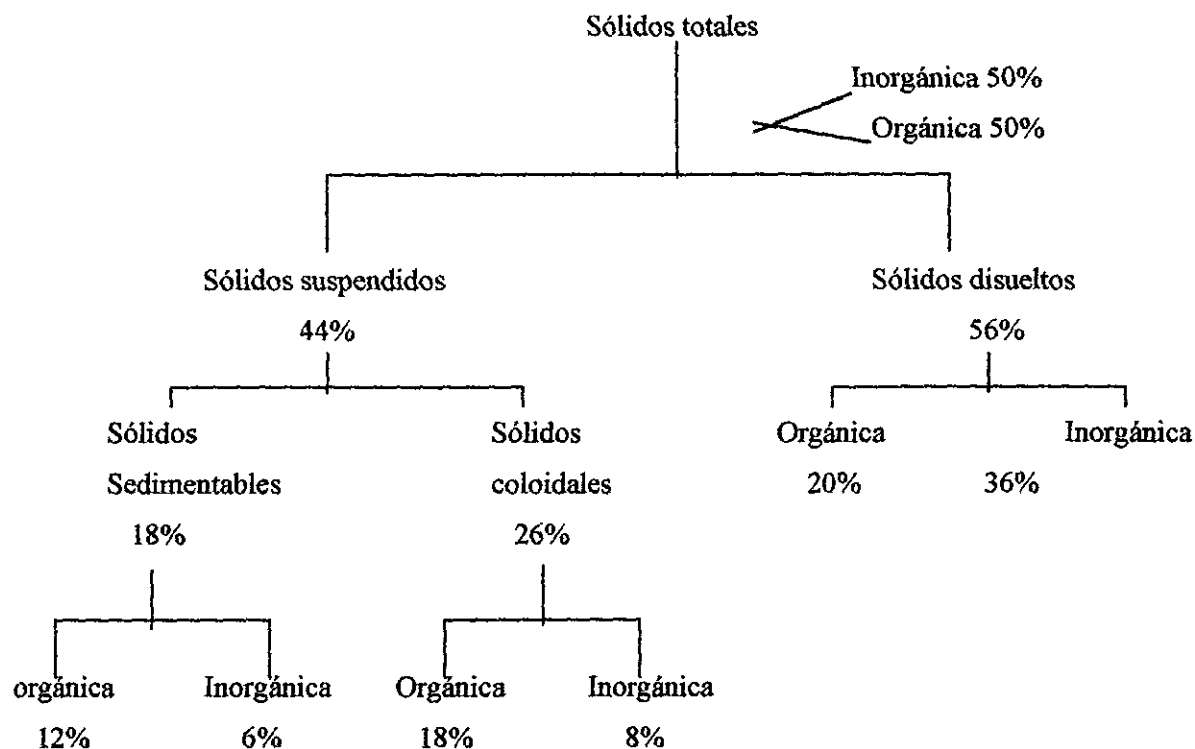 Sólidos totales
Inorgánica 50%
Orgánica 50%
Sólidos suspendidos
44%
Sólidos disueltos
56%
Sólidos
Sedimentables
18%
Sólidos
coloidales
26%
Orgánica
20%
Inorgánica
36%
orgánica
12%
Inorgánica
6%
Orgánica
18%
Inorgánica
8%